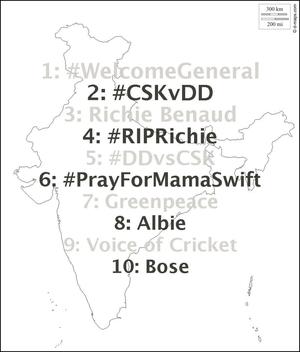 300 km
200 mi
© d-maps.com
1: #WelcomeGeneral
2: #CSKvDD
3: Richie Benaud
4: #RIPRichie
5: #DDvsCSK
6: #PrayForMamaSwift
7: Greenpeace
8: Albie
9: Voice of Cricket
10: Bose